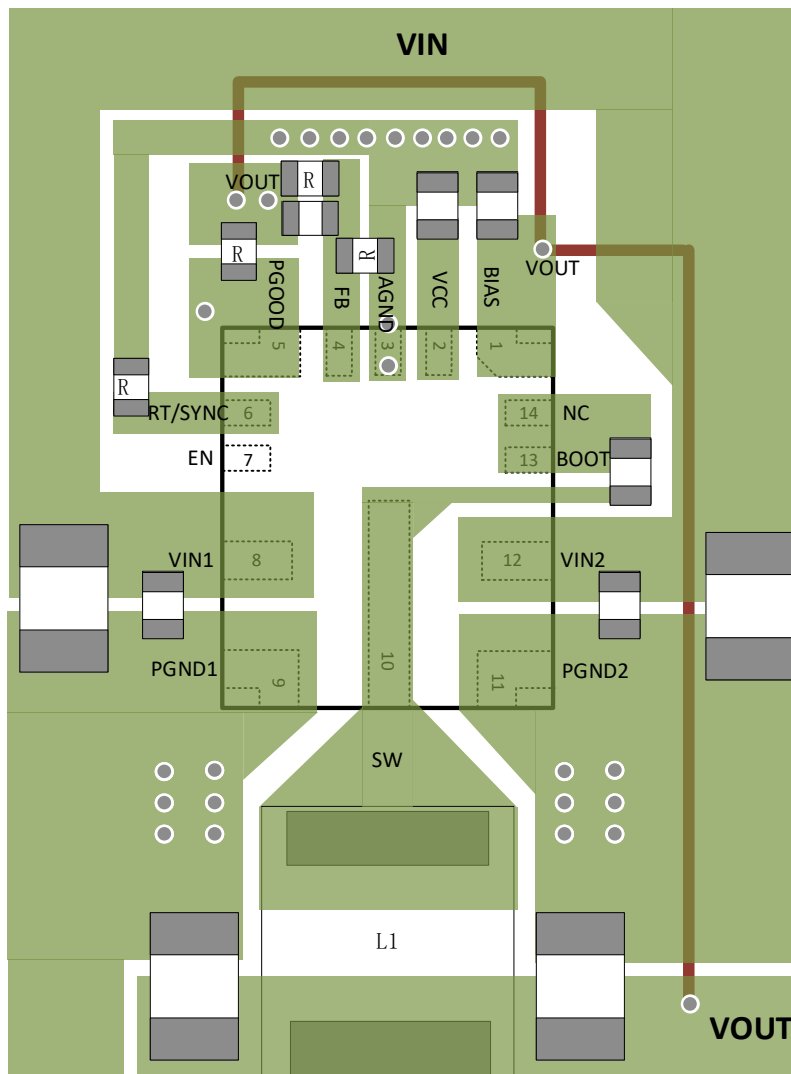 VIN
VOUT
R
R
R
VOUT
PGOOD
FB
AGND
VCC
BIAS
5
4
3
2
1
R
RT/SYNC
6
14
NC
EN
7
13
BOOT
VIN1
8
12
VIN2
PGND1
9
10
11
PGND2
SW
L1
VOUT